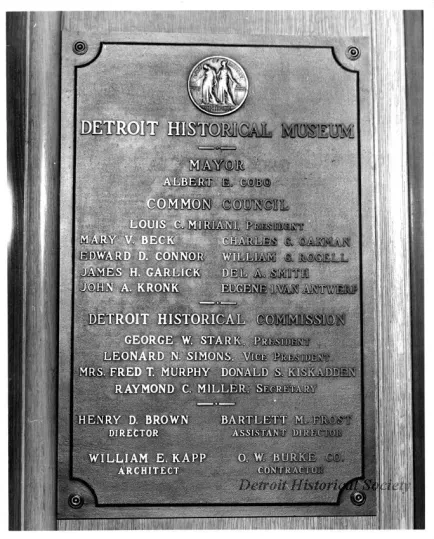 DETROIT HISTORICAL MUSEUM
MAYOR
ALBERT E. COBO
COMMON COUNCIL
LOUIS C. MIRIANI, PRESIDENT
MARY V. BECK CHARLES G. OAKMAN
EDWARD D. CONNOR WILLIAM G. ROGELL
JAMES H. GARLICK DEL A. SMITH
JOHN A. KRONK EUGENE I. VAN ANTWERP
DETROIT HISTORICAL COMMISSION
GEORGE W. STARK, PRESIDENT
LEONARD N. SIMONS, VICE PRESIDENT
MRS. FRED T. MURPHY DONALD S. KISKADDEN
RAYMOND C. MILLER, SECRETARY
HENRY D. BROWN BARTLETT M. FROST
DIRECTOR ASSISTANT DIRECTOR
WILLIAM E. KAPP O. W. BURKE CO.
ARCHITECT CONTRACTOR
Detroit Historical Society